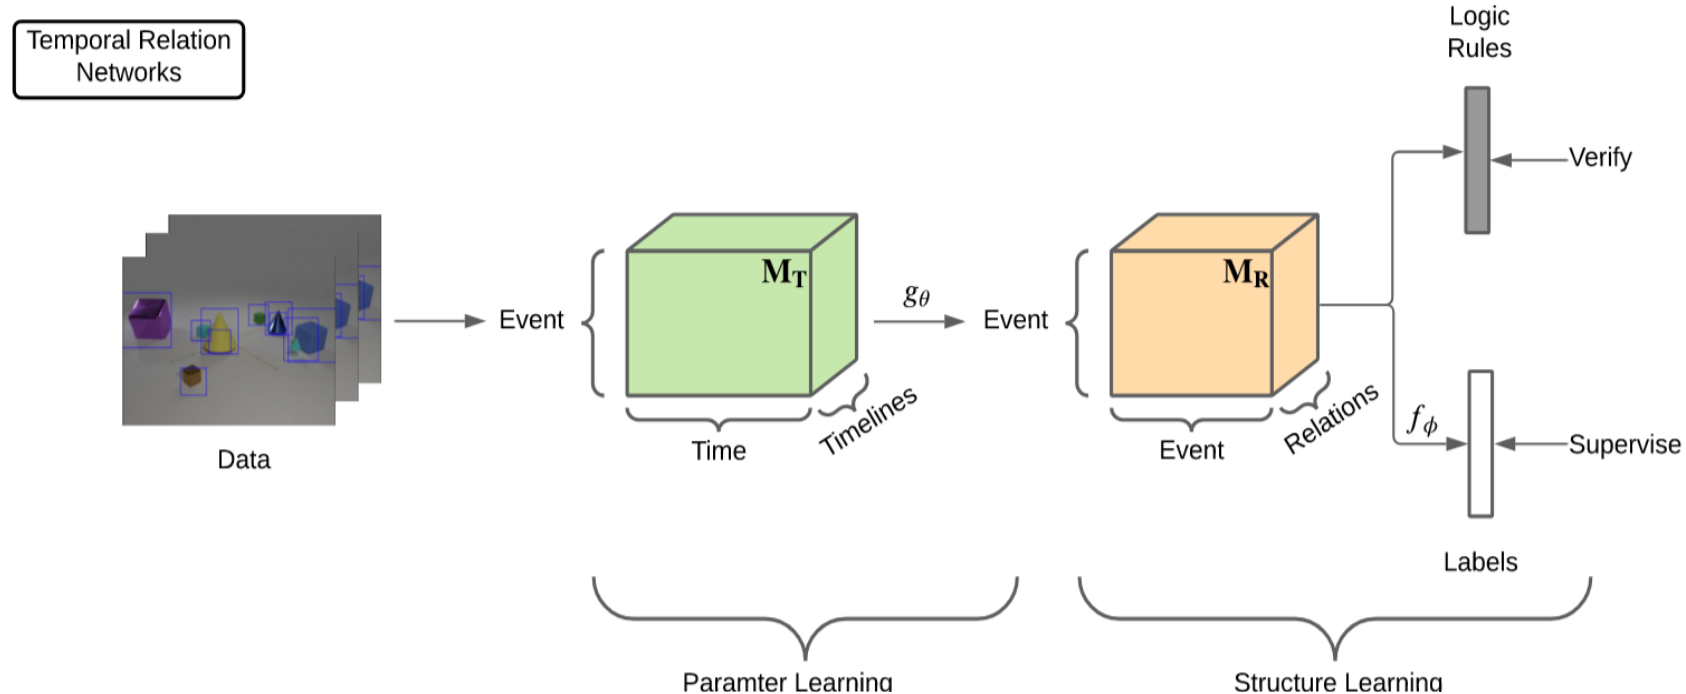 Temporal Relation
Networks
Logic
Rules
Verify
M_T
M_R
g_θ
Event
Event
Time
Timelines
Event
Relations
f_ϕ
Supervise
Data
Labels
Paramter Learning
Structure Learning